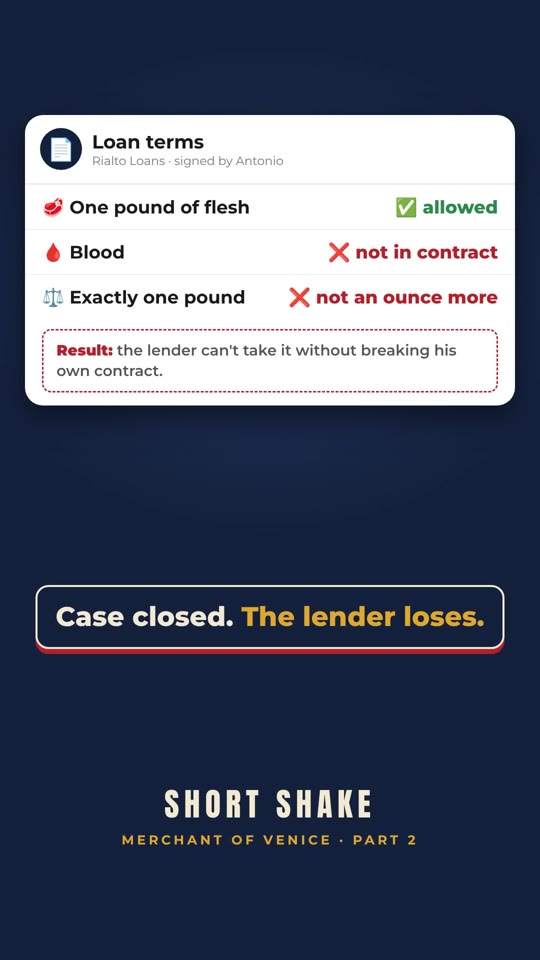 Loan terms
Rialto Loans · signed by Antonio
🥩 One pound of flesh ✅ allowed
🩸 Blood ❌ not in contract
⚖️ Exactly one pound ❌ not an ounce more
Result: the lender can't take it without breaking his
own contract.
Case closed. The lender loses.
SHORT SHAKE
MERCHANT OF VENICE · PART 2